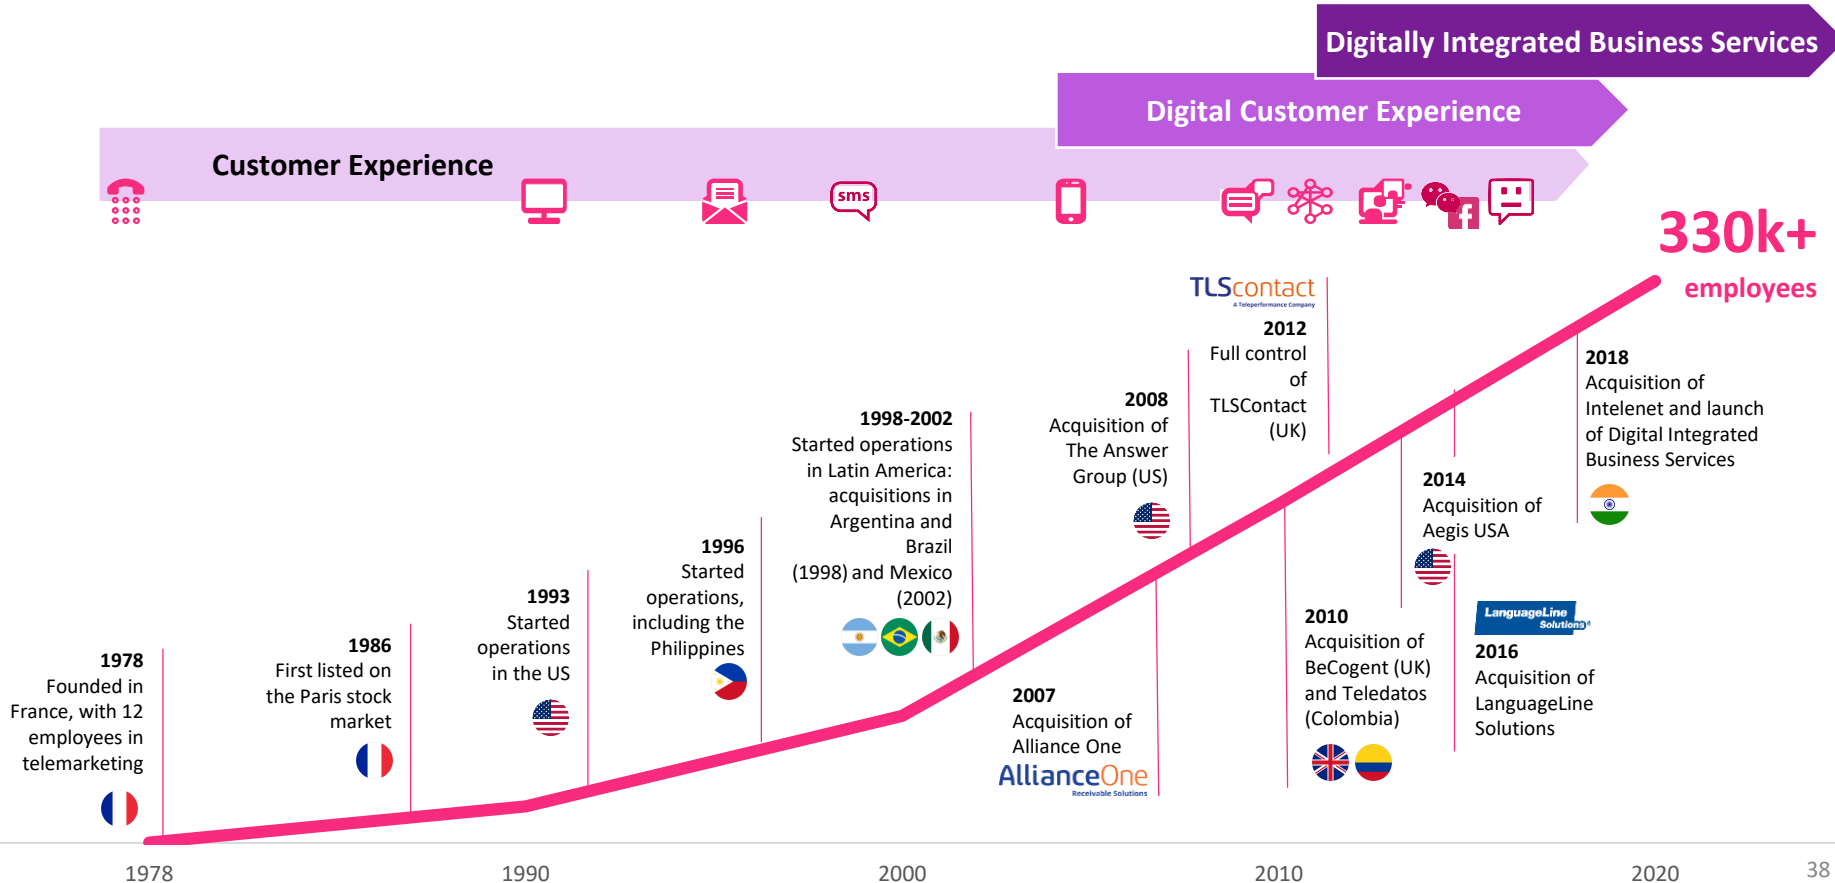 Digitally Integrated Business Services
Digital Customer Experience
Customer Experience
sms
330k+
employees
1978
Founded in
France, with 12
employees in
telemarketing
1986
First listed on
the Paris stock
market
1993
Started
operations
in the US
1996
Started
operations,
including the
Philippines
1998-2002
Started operations
in Latin America:
acquisitions in
Argentina and
Brazil
(1998) and Mexico
(2002)
2007
Acquisition of
Alliance One
AllianceOne
Receivable Solutions
2008
Acquisition of
The Answer
Group (US)
TLScontact
A Teleperformance Company
2012
Full control
of
TLSContact
(UK)
2010
Acquisition of
BeCogent (UK)
and Teledatos
(Colombia)
2014
Acquisition of
Aegis USA
LanguageLine
Solutions®
2016
Acquisition of
LanguageLine
Solutions
2018
Acquisition of
Intelenet and launch
of Digital Integrated
Business Services
1978
1990
2000
2010
2020
38